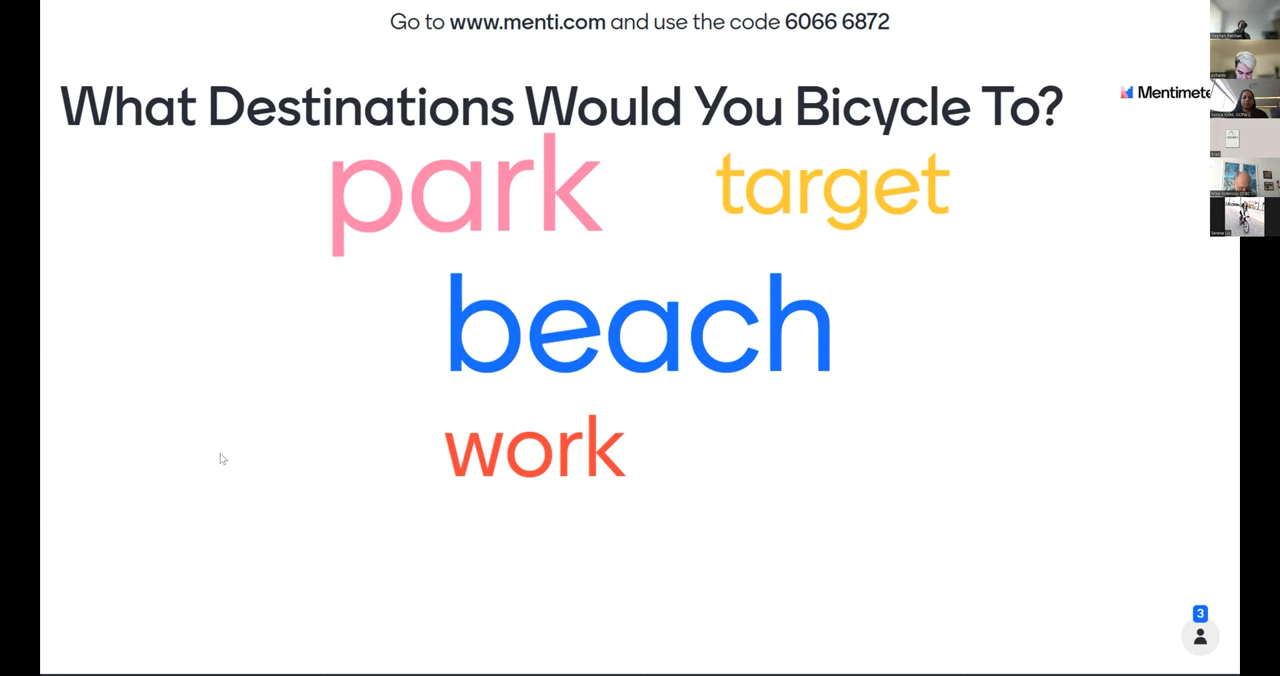 Go to www.menti.com and use the code 6066 6872
What Destinations Would You Bicycle To?
Mentimete
park
target
beach
work
3